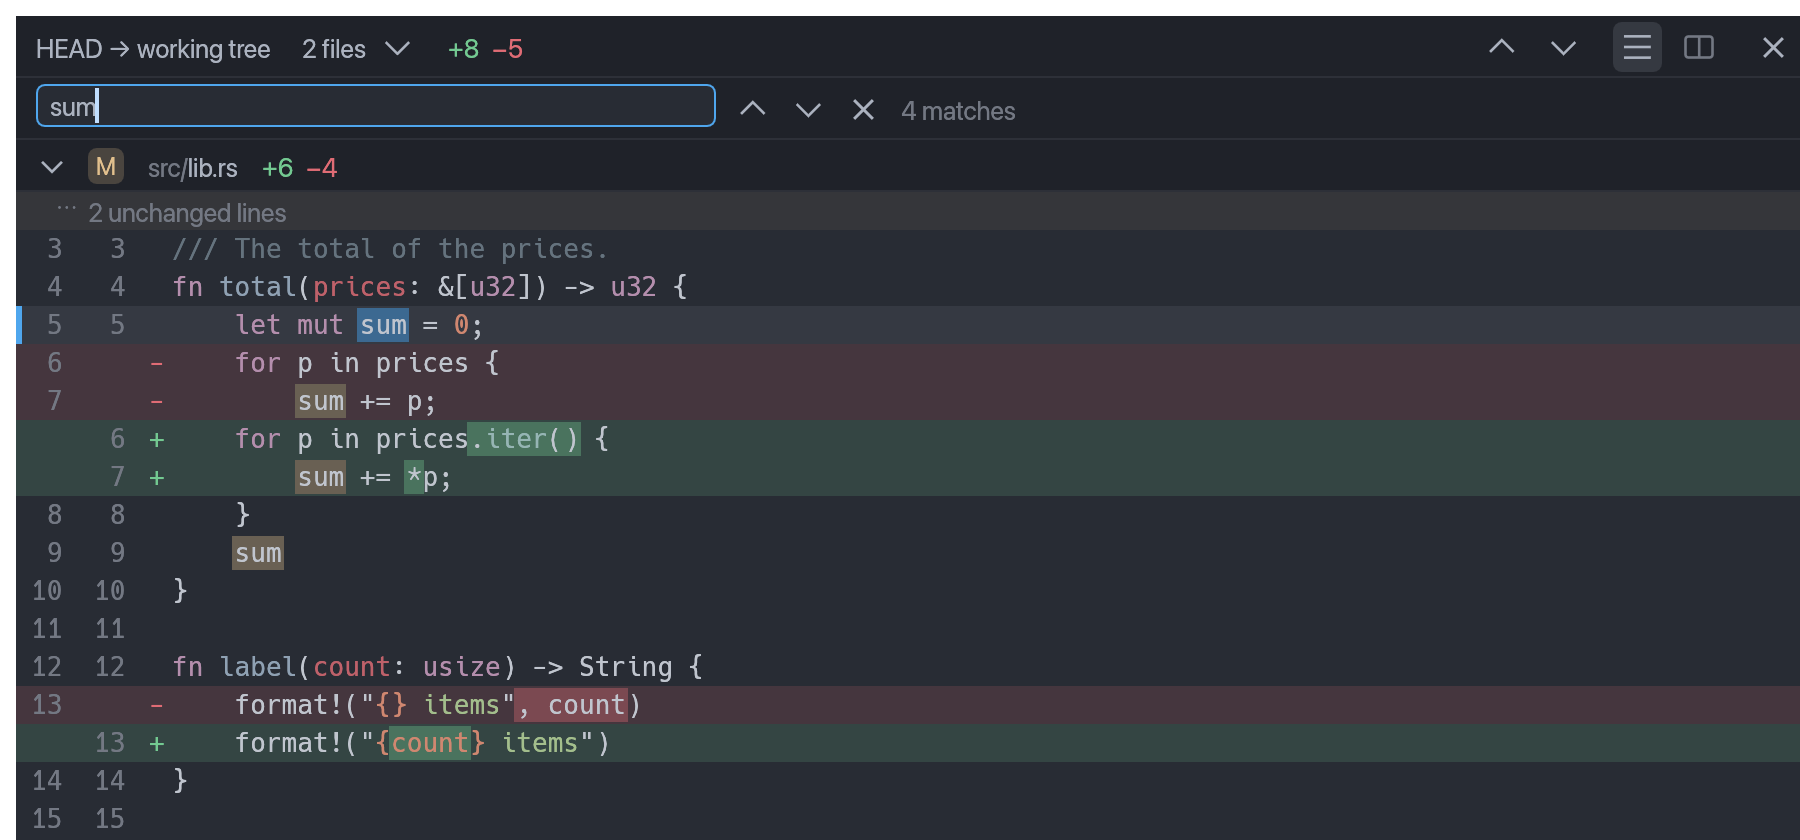 HEAD → working tree 2 files +8 −5
sum 4 matches
M src/lib.rs +6 −4
··· 2 unchanged lines
3 3 /// The total of the prices.
4 4 fn total(prices: &[u32]) -> u32 {
5 5     let mut sum = 0;
6 -     for p in prices {
7 -         sum += p;
6 +     for p in prices.iter() {
7 +         sum += *p;
8 8     }
9 9     sum
10 10 }
11 11
12 12 fn label(count: usize) -> String {
13 -     format!("{} items", count)
13 +     format!("{count} items")
14 14 }
15 15